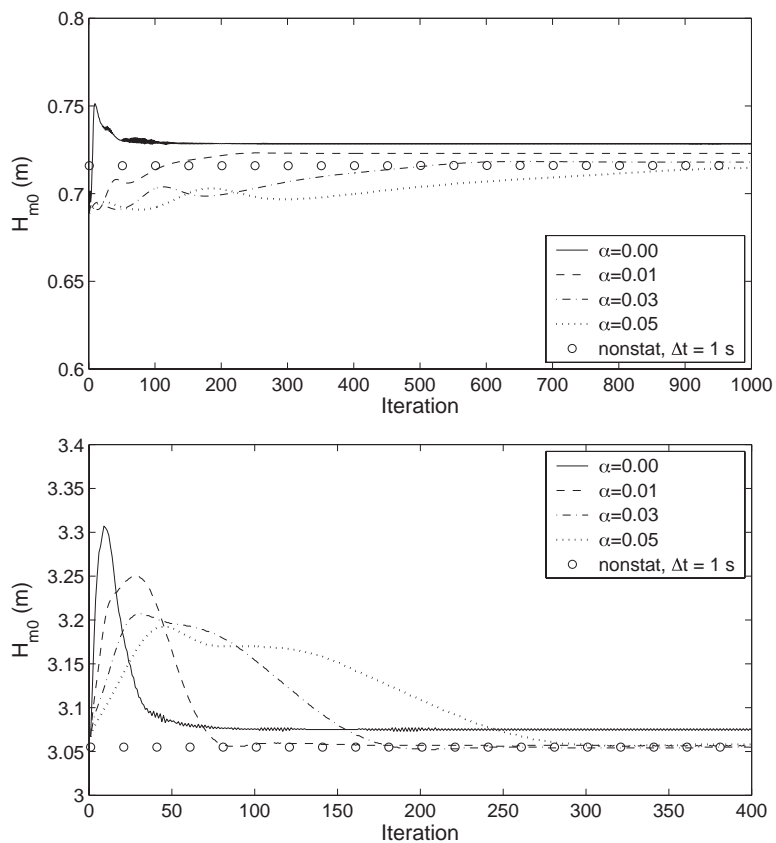 0.8
0.75
0.7
0.65
0.6
H_m0 (m)
0 100 200 300 400 500 600 700 800 900 1000
Iteration
α=0.00
α=0.01
α=0.03
α=0.05
nonstat, Δt = 1 s
3.4
3.35
3.3
3.25
3.2
3.15
3.1
3.05
3
H_m0 (m)
0 50 100 150 200 250 300 350 400
Iteration
α=0.00
α=0.01
α=0.03
α=0.05
nonstat, Δt = 1 s